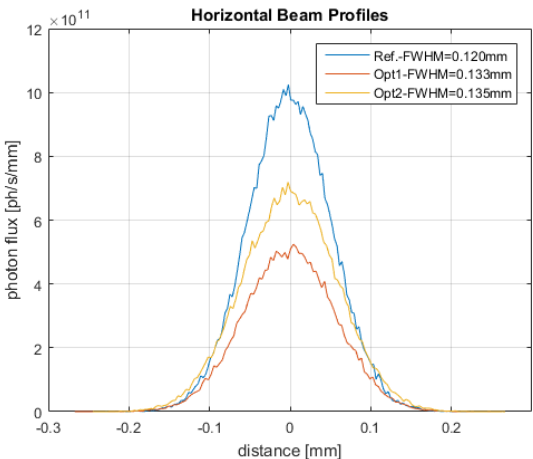 Horizontal Beam Profiles
×10¹¹
12
10
8
6
4
2
0
photon flux [ph/s/mm]
Ref.-FWHM=0.120mm
Opt1-FWHM=0.133mm
Opt2-FWHM=0.135mm
-0.3 -0.2 -0.1 0 0.1 0.2
distance [mm]